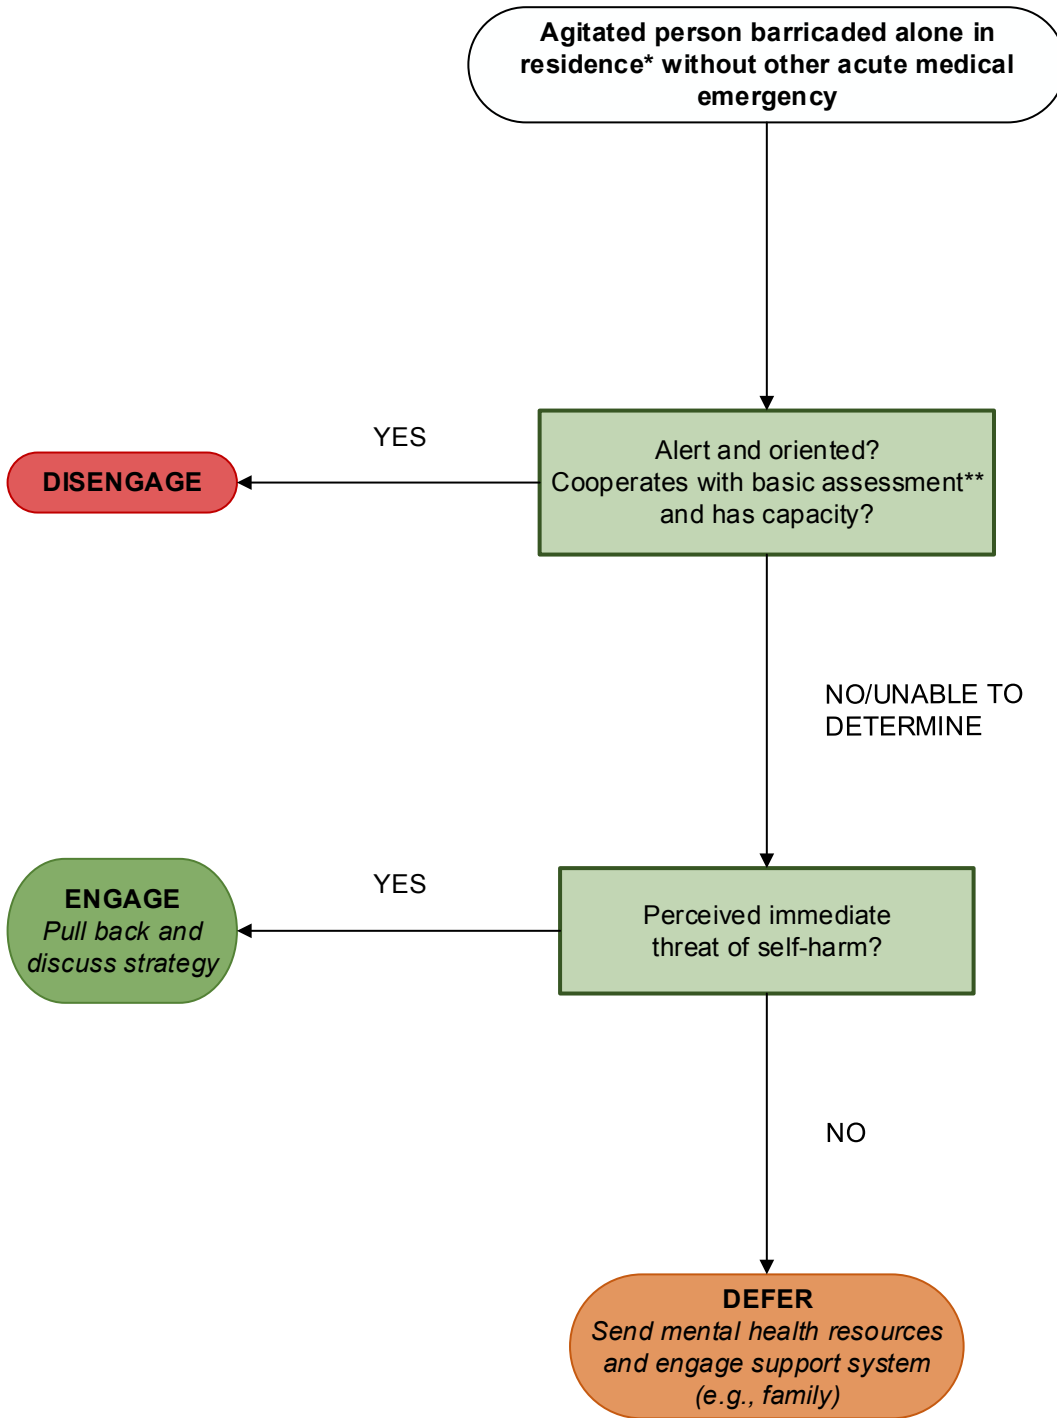 Agitated person barricaded alone in
residence* without other acute medical
emergency
YES
DISENGAGE
Alert and oriented?
Cooperates with basic assessment**
and has capacity?
NO/UNABLE TO
DETERMINE
YES
ENGAGE
Pull back and
discuss strategy
Perceived immediate
threat of self-harm?
NO
DEFER
Send mental health resources
and engage support system
(e.g., family)